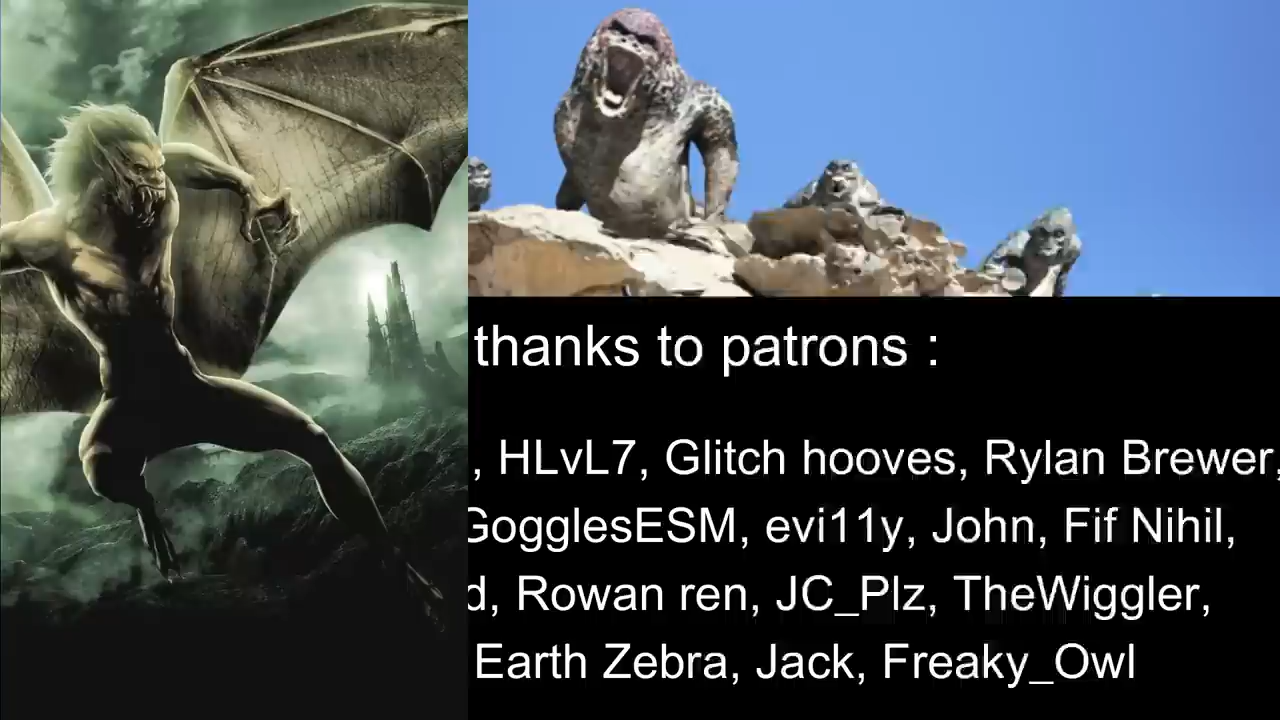 thanks to patrons :
, HLvL7, Glitch hooves, Rylan Brewer,
GogglesESM, evi11y, John, Fif Nihil,
d, Rowan ren, JC_Plz, TheWiggler,
Earth Zebra, Jack, Freaky_Owl